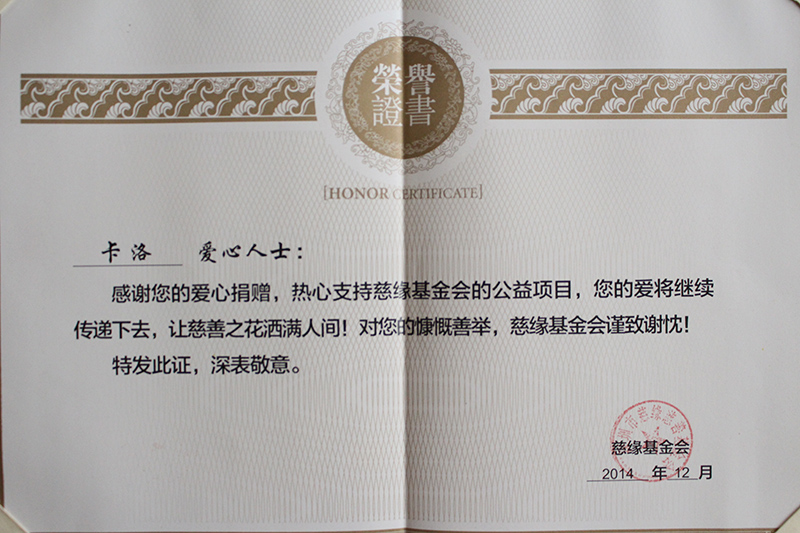 榮譽
證書
[HONOR CERTIFICATE]
卡洛 爱心人士：
感谢您的爱心捐赠，热心支持慈缘基金会的公益项目，您的爱将继续
传递下去，让慈善之花洒满人间！对您的慷慨善举，慈缘基金会谨致谢忱！
特发此证，深表敬意。
慈缘基金会
2014 年 12 月